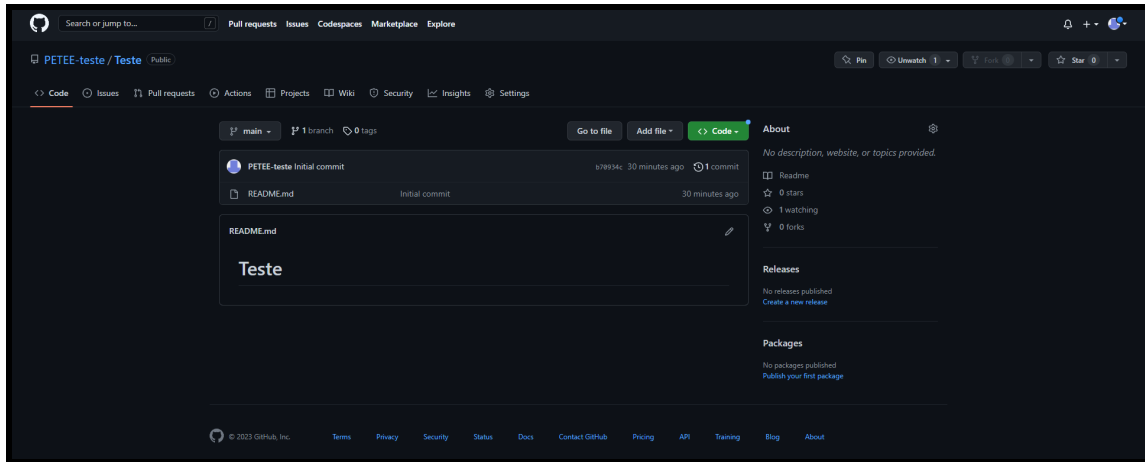 Search or jump to... / Pull requests Issues Codespaces Marketplace Explore
PETEE-teste / Teste Public
Pin Unwatch 1 Fork 0 Star 0
Code Issues Pull requests Actions Projects Wiki Security Insights Settings
main 1 branch 0 tags Go to file Add file Code
PETEE-teste Initial commit b78934c 30 minutes ago 1 commit
README.md Initial commit 30 minutes ago
README.md
Teste
About
No description, website, or topics provided.
Readme
0 stars
1 watching
0 forks
Releases
No releases published
Create a new release
Packages
No packages published
Publish your first package
© 2023 GitHub, Inc. Terms Privacy Security Status Docs Contact GitHub Pricing API Training Blog About